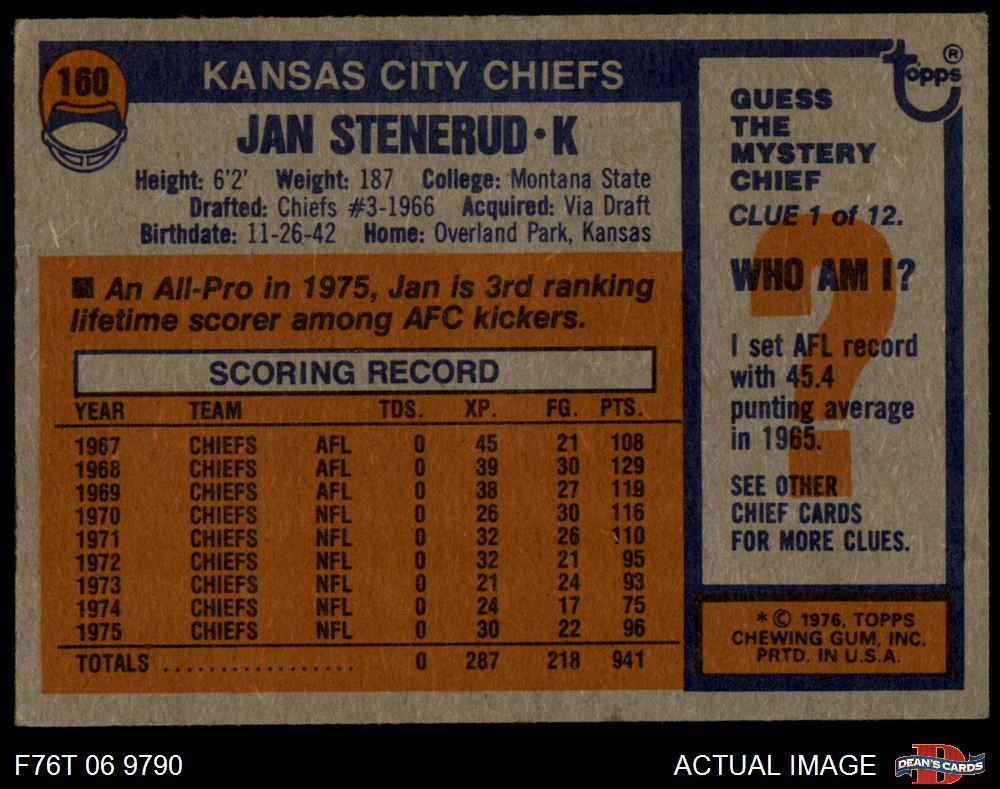 160
KANSAS CITY CHIEFS
JAN STENERUD·K
Height: 6'2' Weight: 187 College: Montana State
Drafted: Chiefs #3-1966 Acquired: Via Draft
Birthdate: 11-26-42 Home: Overland Park, Kansas
■ An All-Pro in 1975, Jan is 3rd ranking
lifetime scorer among AFC kickers.
SCORING RECORD
YEAR TEAM TDS. XP. FG. PTS.
1967 CHIEFS AFL 0 45 21 108
1968 CHIEFS AFL 0 39 30 129
1969 CHIEFS AFL 0 38 27 119
1970 CHIEFS NFL 0 26 30 116
1971 CHIEFS NFL 0 32 26 110
1972 CHIEFS NFL 0 32 21 95
1973 CHIEFS NFL 0 21 24 93
1974 CHIEFS NFL 0 24 17 75
1975 CHIEFS NFL 0 30 22 96
TOTALS .................. 0 287 218 941
topps ®
GUESS
THE
MYSTERY
CHIEF
CLUE 1 of 12.
?
WHO AM I?
I set AFL record
with 45.4
punting average
in 1965.
SEE OTHER
CHIEF CARDS
FOR MORE CLUES.
* © 1976, TOPPS
CHEWING GUM, INC.
PRTD. IN U.S.A.
F76T 06 9790
ACTUAL IMAGE
D
DEAN'S CARDS